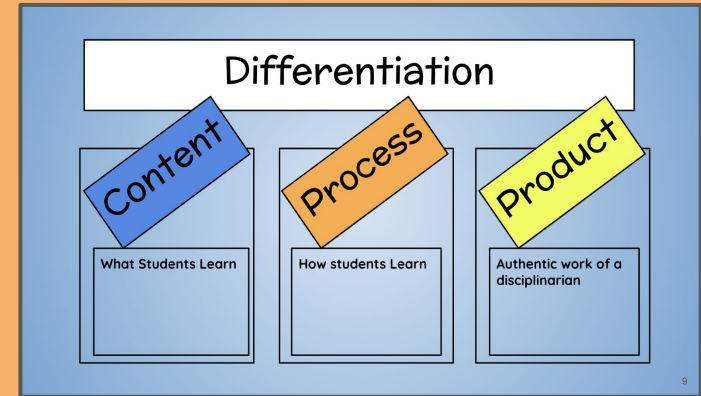 Differentiation
Content
Process
Product
What Students Learn
How students Learn
Authentic work of a
disciplinarian
9